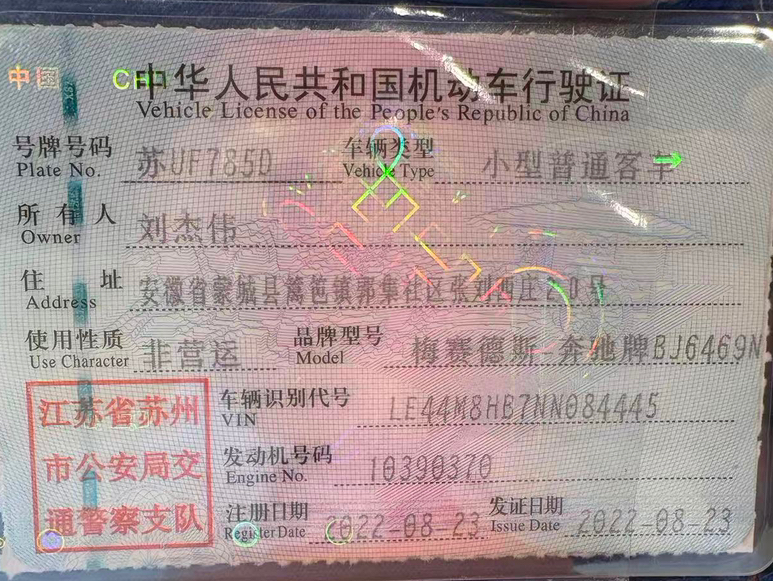 中国 CH
中华人民共和国机动车行驶证
Vehicle License of the People's Republic of China
号牌号码 苏UF785D 车辆类型 小型普通客车
Plate No. Vehicle Type
所有人 刘杰伟
Owner
住址 安徽省蒙城县篱笆镇郭集社区张刘西庄20号
Address
使用性质 非营运 品牌型号 梅赛德斯-奔驰牌BJ6469N
Use Character Model
江苏省苏州
市公安局交
通警察支队
车辆识别代号 LE44M8HB7NN084445
VIN
发动机号码 10390370
Engine No.
注册日期 2022-08-23 发证日期 2022-08-23
Register Date Issue Date